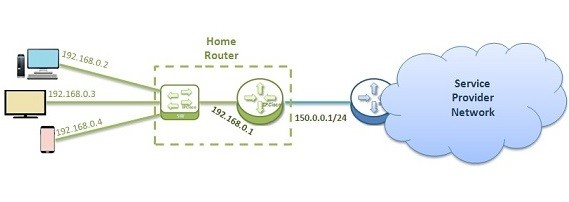 Home
Router
192.168.0.2
192.168.0.3
192.168.0.4
192.168.0.1
150.0.0.1/24
Service
Provider
Network